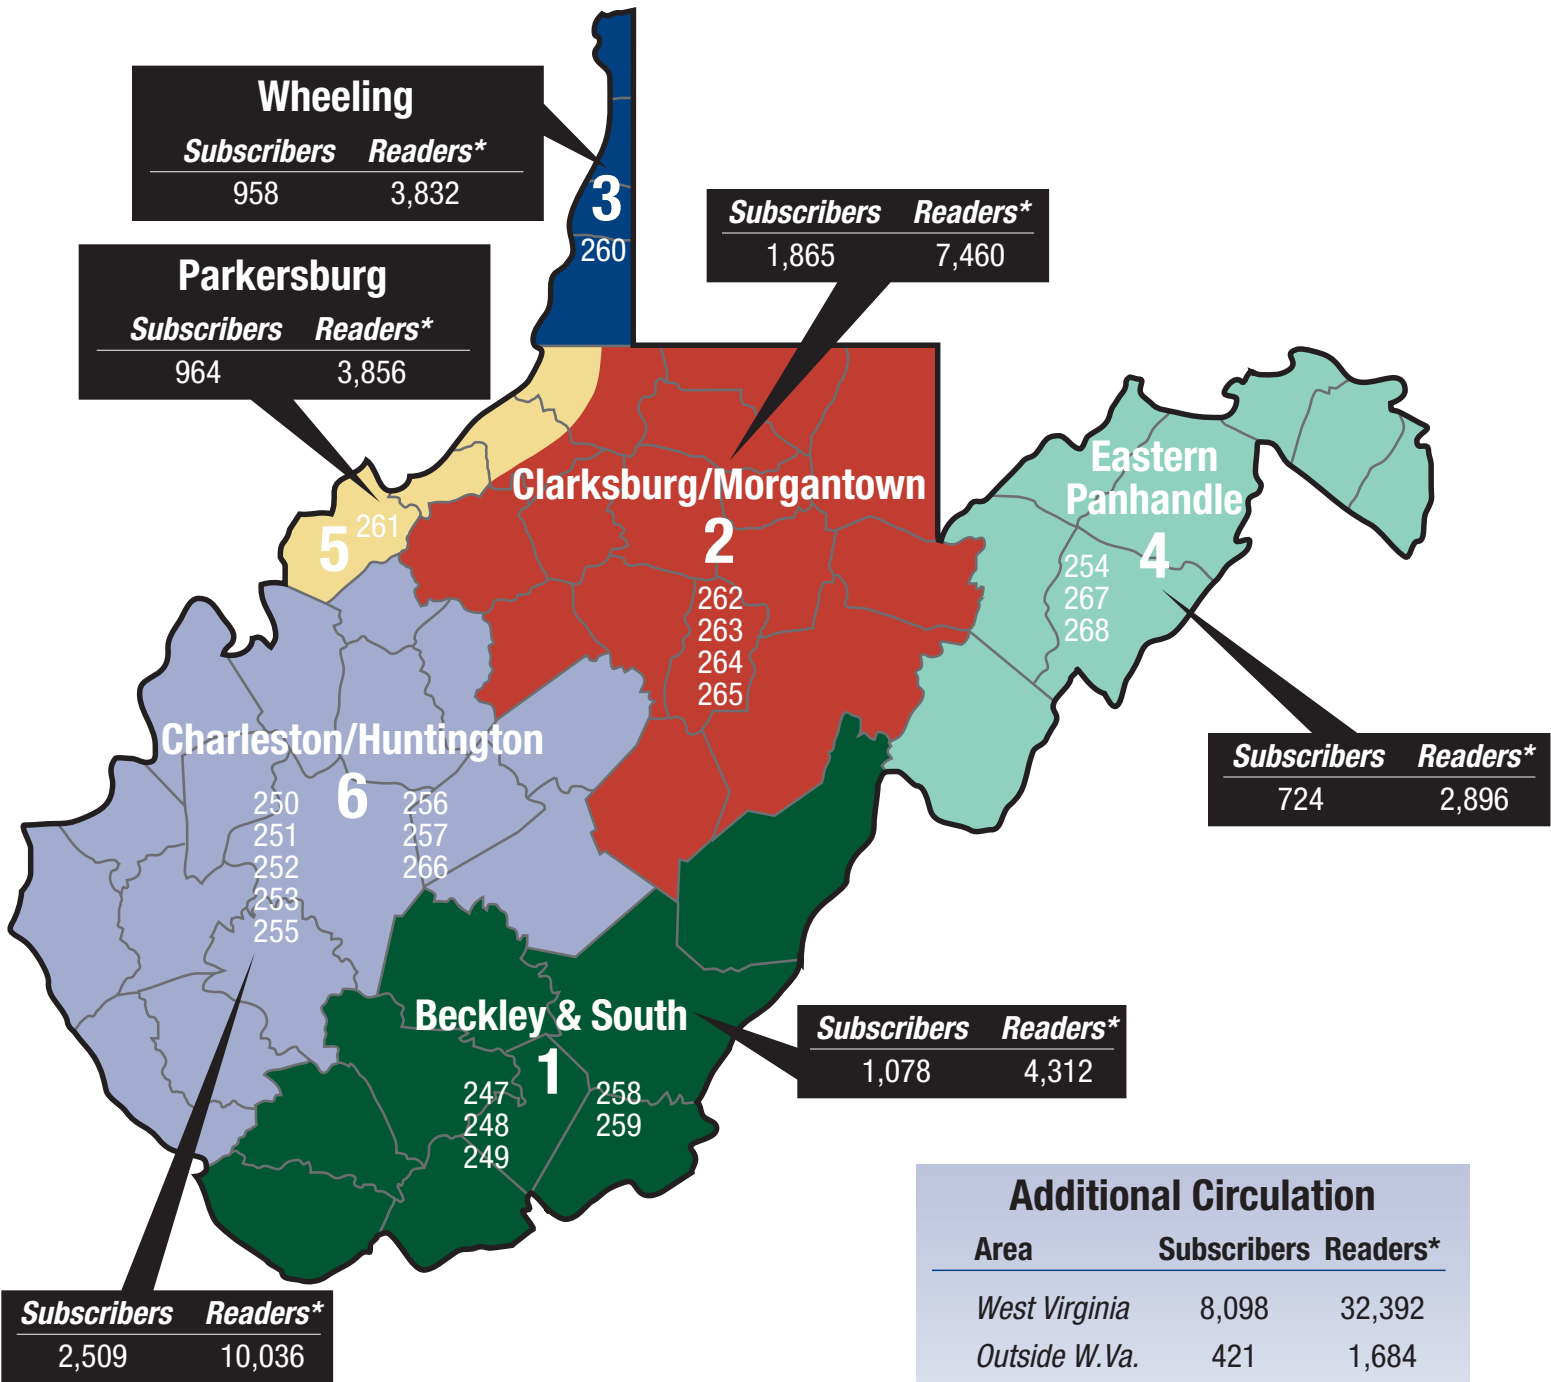 Wheeling
Subscribers Readers*
958 3,832
3
260
Subscribers Readers*
1,865 7,460
Parkersburg
Subscribers Readers*
964 3,856
5 261
Clarksburg/Morgantown
2
262
263
264
265
Eastern
Panhandle
4
254
267
268
Subscribers Readers*
724 2,896
Charleston/Huntington
6
250 256
251 257
252 266
253
255
Beckley & South
1
247 258
248 259
249
Subscribers Readers*
1,078 4,312
Subscribers Readers*
2,509 10,036
Additional Circulation
Area Subscribers Readers*
West Virginia 8,098 32,392
Outside W.Va. 421 1,684